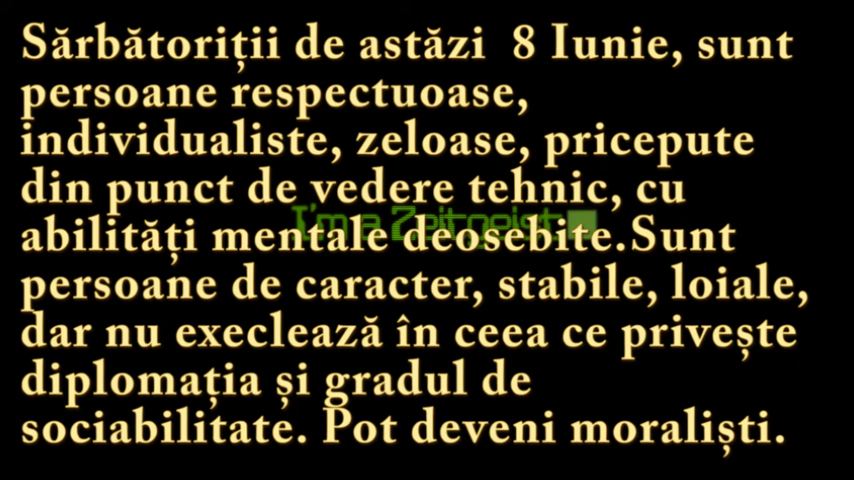 Sărbătoriții de astăzi 8 Iunie, sunt
persoane respectuoase,
individualiste, zeloase, pricepute
din punct de vedere tehnic, cu
I'm a Zeitgeist
abilități mentale deosebite.Sunt
persoane de caracter, stabile, loiale,
dar nu execlează în ceea ce privește
diplomația și gradul de
sociabilitate. Pot deveni moraliști.